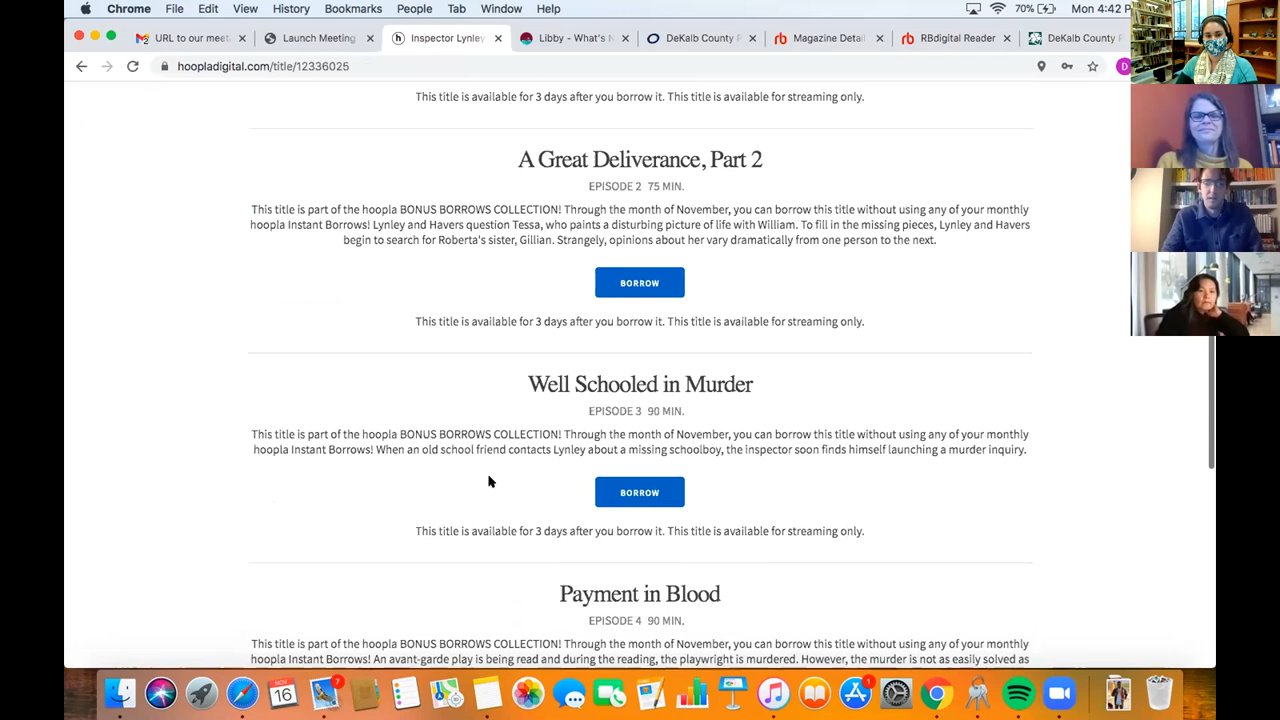 Chrome File Edit View History Bookmarks People Tab Window Help 70% Mon 4:42 P
URL to our meet Launch Meeting Inspector Lynley Libby - What's N DeKalb County P Magazine Detail RBdigital Reader DeKalb County P
hoopladigital.com/title/12336025 D
This title is available for 3 days after you borrow it. This title is available for streaming only.
A Great Deliverance, Part 2
EPISODE 2 75 MIN.
This title is part of the hoopla BONUS BORROWS COLLECTION! Through the month of November, you can borrow this title without using any of your monthly
hoopla Instant Borrows! Lynley and Havers question Tessa, who paints a disturbing picture of life with William. To fill in the missing pieces, Lynley and Havers
begin to search for Roberta's sister, Gillian. Strangely, opinions about her vary dramatically from one person to the next.
BORROW
This title is available for 3 days after you borrow it. This title is available for streaming only.
Well Schooled in Murder
EPISODE 3 90 MIN.
This title is part of the hoopla BONUS BORROWS COLLECTION! Through the month of November, you can borrow this title without using any of your monthly
hoopla Instant Borrows! When an old school friend contacts Lynley about a missing schoolboy, the inspector soon finds himself launching a murder inquiry.
BORROW
This title is available for 3 days after you borrow it. This title is available for streaming only.
Payment in Blood
EPISODE 4 90 MIN.
This title is part of the hoopla BONUS BORROWS COLLECTION! Through the month of November, you can borrow this title without using any of your monthly
hoopla Instant Borrows! An avant-garde play is being read and during the reading, the playwright is murdered. However, the murder is not as easily solved as
NOV 16 7 1